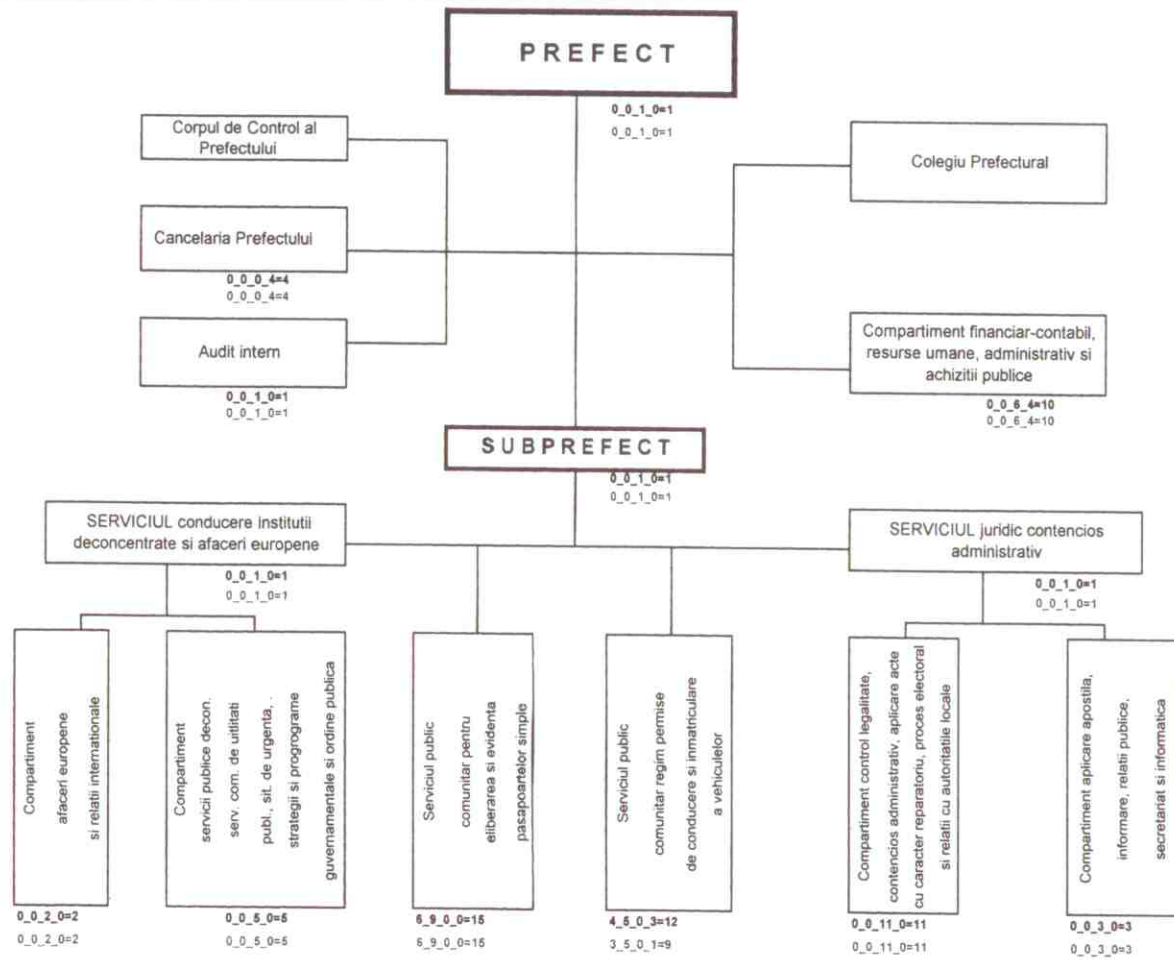 PREFECT
0_0_1_0=1
0_0_1_0=1
Corpul de Control al
Prefectului
Colegiu Prefectural
Cancelaria Prefectului
0_0_0_4=4
0_0_0_4=4
Audit intern
0_0_1_0=1
0_0_1_0=1
Compartiment financiar-contabil,
resurse umane, administrativ si
achizitii publice
0_0_6_4=10
0_0_6_4=10
SUBPREFECT
0_0_1_0=1
0_0_1_0=1
SERVICIUL conducere institutii
deconcentrate si afaceri europene
0_0_1_0=1
0_0_1_0=1
SERVICIUL juridic contencios
administrativ
0_0_1_0=1
0_0_1_0=1
Compartiment
afaceri europene
si relatii internationale
0_0_2_0=2
0_0_2_0=2
Compartiment
servicii publice decon.
serv. com. de uitlitati
publ., sit. de urgenta, .
strategii si progrograme
guvernamentale si ordine publica
0_0_5_0=5
0_0_5_0=5
Serviciul public
comunitar pentru
eliberarea si evidenta
pasapoartelor simple
6_9_0_0=15
6_9_0_0=15
Serviciul public
comunitar regim permise
de conducere si inmatriculare
a vehiculelor
4_5_0_3=12
3_5_0_1=9
Compartiment control legalitate,
contencios administrativ, aplicare acte
cu caracter reparatoriu, proces electoral
si relatii cu autoritatile locale
0_0_11_0=11
0_0_11_0=11
Compartiment aplicare apostila,
informare, relatii publice,
secretariat si informatica
0_0_3_0=3
0_0_3_0=3